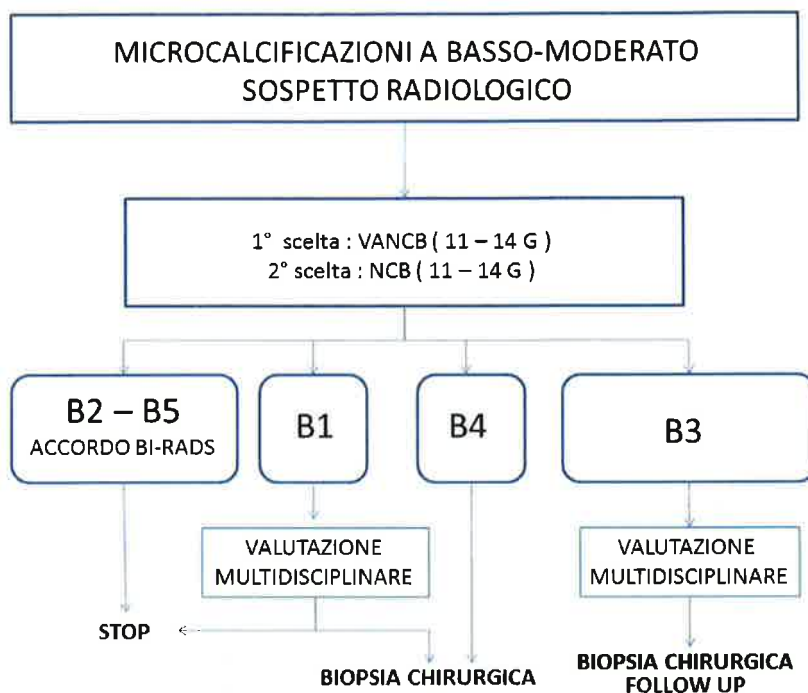 MICROCALCIFICAZIONI A BASSO-MODERATO
SOSPETTO RADIOLOGICO
1° scelta : VANCB ( 11 – 14 G )
2° scelta : NCB ( 11 – 14 G )
B2 – B5
ACCORDO BI-RADS
B1
B4
B3
VALUTAZIONE
MULTIDISCIPLINARE
VALUTAZIONE
MULTIDISCIPLINARE
STOP
BIOPSIA CHIRURGICA
BIOPSIA CHIRURGICA
FOLLOW UP